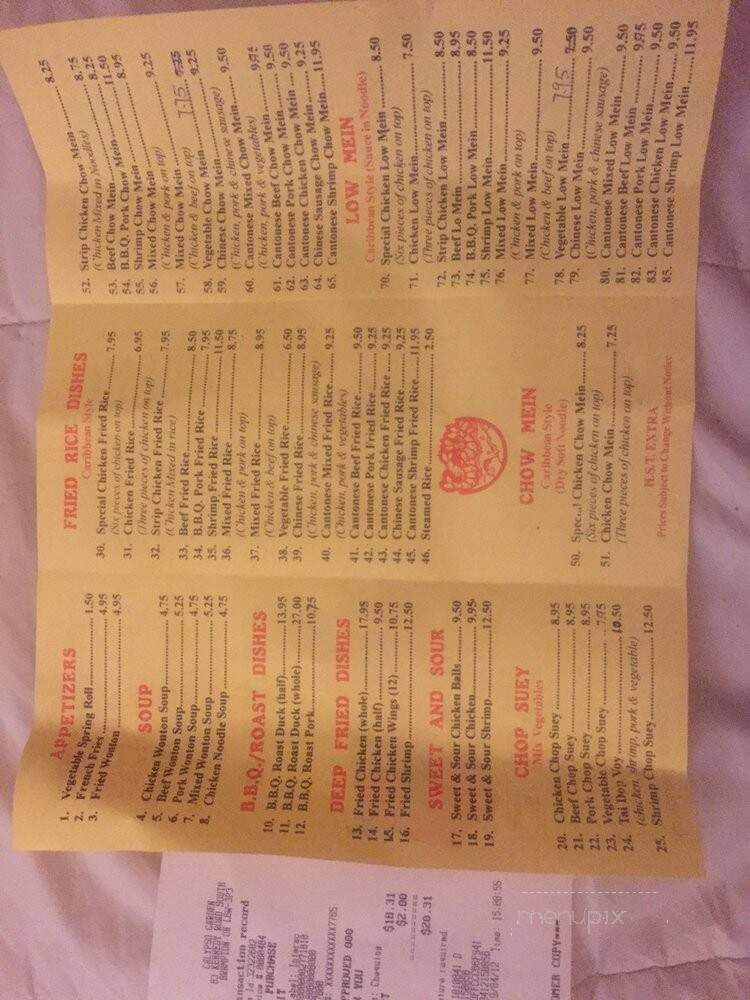 APPETIZERS
1. Vegetable Spring Roll 1.50
2. French Fries 4.95
3. Fried Wonton 4.95
SOUP
4. Chicken Wonton Soup 4.75
5. Beef Wonton Soup 5.25
6. Pork Wonton Soup 4.75
7. Mixed Wonton Soup 5.25
8. Chicken Noodle Soup 4.75
B.B.Q./ROAST DISHES
10. B.B.Q. Roast Duck (half) 13.95
11. B.B.Q. Roast Duck (whole) 27.00
12. B.B.Q. Roast Pork 10.75
DEEP FRIED DISHES
13. Fried Chicken (whole) 17.95
14. Fried Chicken (half) 9.50
15. Fried Chicken Wings (12) 10.75
16. Fried Shrimp 12.50
SWEET AND SOUR
17. Sweet & Sour Chicken Balls 9.50
18. Sweet & Sour Chicken 9.95
19. Sweet & Sour Shrimp 12.50
CHOP SUEY
Mix Vegetables
20. Chicken Chop Suey 8.95
21. Beef Chop Suey 8.95
22. Pork Chop Suey 8.95
23. Vegetable Chop Suey 7.95
24. Tai Dop Voy 10.50
(chicken, shrimp, pork & vegetable)
25. Shrimp Chop Suey 12.50
FRIED RICE DISHES
Caribbean Style
30. Special Chicken Fried Rice 7.95
(Six pieces of chicken on top)
31. Chicken Fried Rice 6.95
(Three pieces of chicken on top)
32. Strip Chicken Fried Rice 7.95
(Chicken Mixed in rice)
33. Beef Fried Rice 8.50
34. B.B.Q. Pork Fried Rice 7.95
35. Shrimp Fried Rice 11.50
36. Mixed Fried Rice 8.75
(Chicken & pork on top)
37. Mixed Fried Rice 8.95
(Chicken & beef on top)
38. Vegetable Fried Rice 6.50
39. Chinese Fried Rice 8.95
(Chicken, pork & chinese sausage)
40. Cantonese Mixed Fried Rice 9.25
(Chicken, pork & vegetables)
41. Cantonese Beef Fried Rice 9.50
42. Cantonese Pork Fried Rice 9.25
43. Cantonese Chicken Fried Rice 9.25
44. Chinese Sausage Fried Rice 9.25
45. Cantonese Shrimp Fried Rice 11.95
46. Steamed Rice 2.50
CHOW MEIN
Caribbean Style
(Dry Soft Noodle)
50. Special Chicken Chow Mein 8.25
(Six pieces of chicken on top)
51. Chicken Chow Mein 7.25
(Three pieces of chicken on top)
H.S.T. EXTRA
Prices Subject to Change Without Notice
52. Strip Chicken Chow Mein 8.25
(Chicken Mixed in Noodles)
53. Beef Chow Mein 8.75
54. B.B.Q. Pork Chow Mein 8.25
55. Shrimp Chow Mein 11.50
56. Mixed Chow Mein 8.95
(Chicken & pork on top)
57. Mixed Chow Mein 9.25
(Chicken & beef on top)
58. Vegetable Chow Mein 7.75
59. Chinese Chow Mein 9.25
(Chicken, pork & chinese sausage)
60. Cantonese Mixed Chow Mein 9.50
(Chicken, pork & vegetables)
61. Cantonese Beef Chow Mein 9.75
62. Cantonese Pork Chow Mein 9.50
63. Cantonese Chicken Chow Mein 9.50
64. Chinese Sausage Chow Mein 9.25
65. Cantonese Shrimp Chow Mein 11.95
LOW MEIN
Caribbean Style (Sauce in Noodle)
70. Special Chicken Low Mein 8.50
(Six pieces of chicken on top)
71. Chicken Low Mein 7.50
(Three pieces of chicken on top)
72. Strip Chicken Low Mein 8.50
73. Beef Lo Mein 8.95
74. B.B.Q. Pork Low Mein 8.50
75. Shrimp Low Mein 11.50
76. Mixed Low Mein 9.25
(Chicken & pork on top)
77. Mixed Low Mein 9.50
(Chicken & beef on top)
78. Vegetable Low Mein 7.95 7.50
79. Chinese Low Mein 9.50
(Chicken, pork & chinese sausage)
80. Cantonese Mixed Low Mein 9.50
81. Cantonese Beef Low Mein 9.75
82. Cantonese Pork Low Mein 9.50
83. Cantonese Chicken Low Mein 9.50
85. Cantonese Shrimp Low Mein 11.95
CALYPSO GARDEN
KENNEDY ROAD SOUTH
BRAMPTON ON
PURCHASE
$18.31
$2.00
$20.31
Time: 15:00:55
menupix